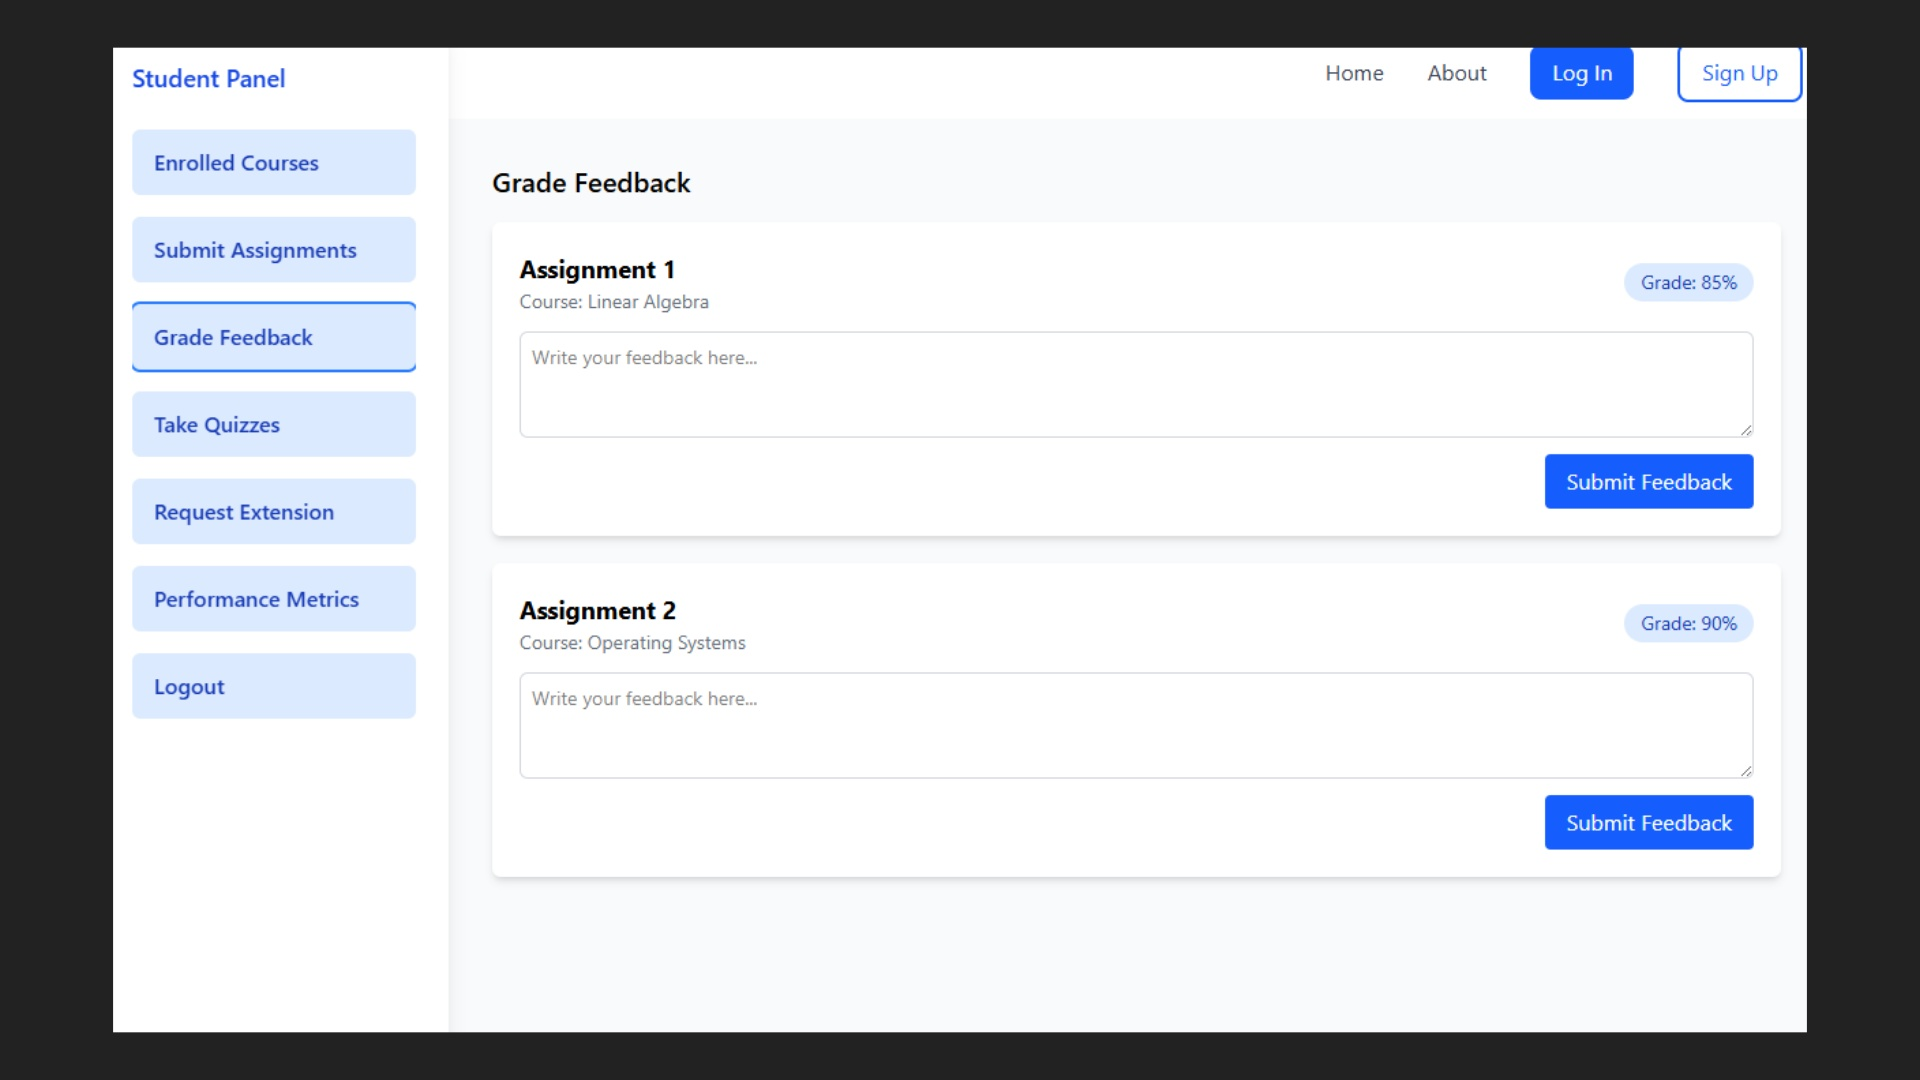 Student Panel
Home
About
Log In
Sign Up
Enrolled Courses
Submit Assignments
Grade Feedback
Take Quizzes
Request Extension
Performance Metrics
Logout
Grade Feedback
Assignment 1
Course: Linear Algebra
Grade: 85%
Write your feedback here...
Submit Feedback
Assignment 2
Course: Operating Systems
Grade: 90%
Write your feedback here...
Submit Feedback